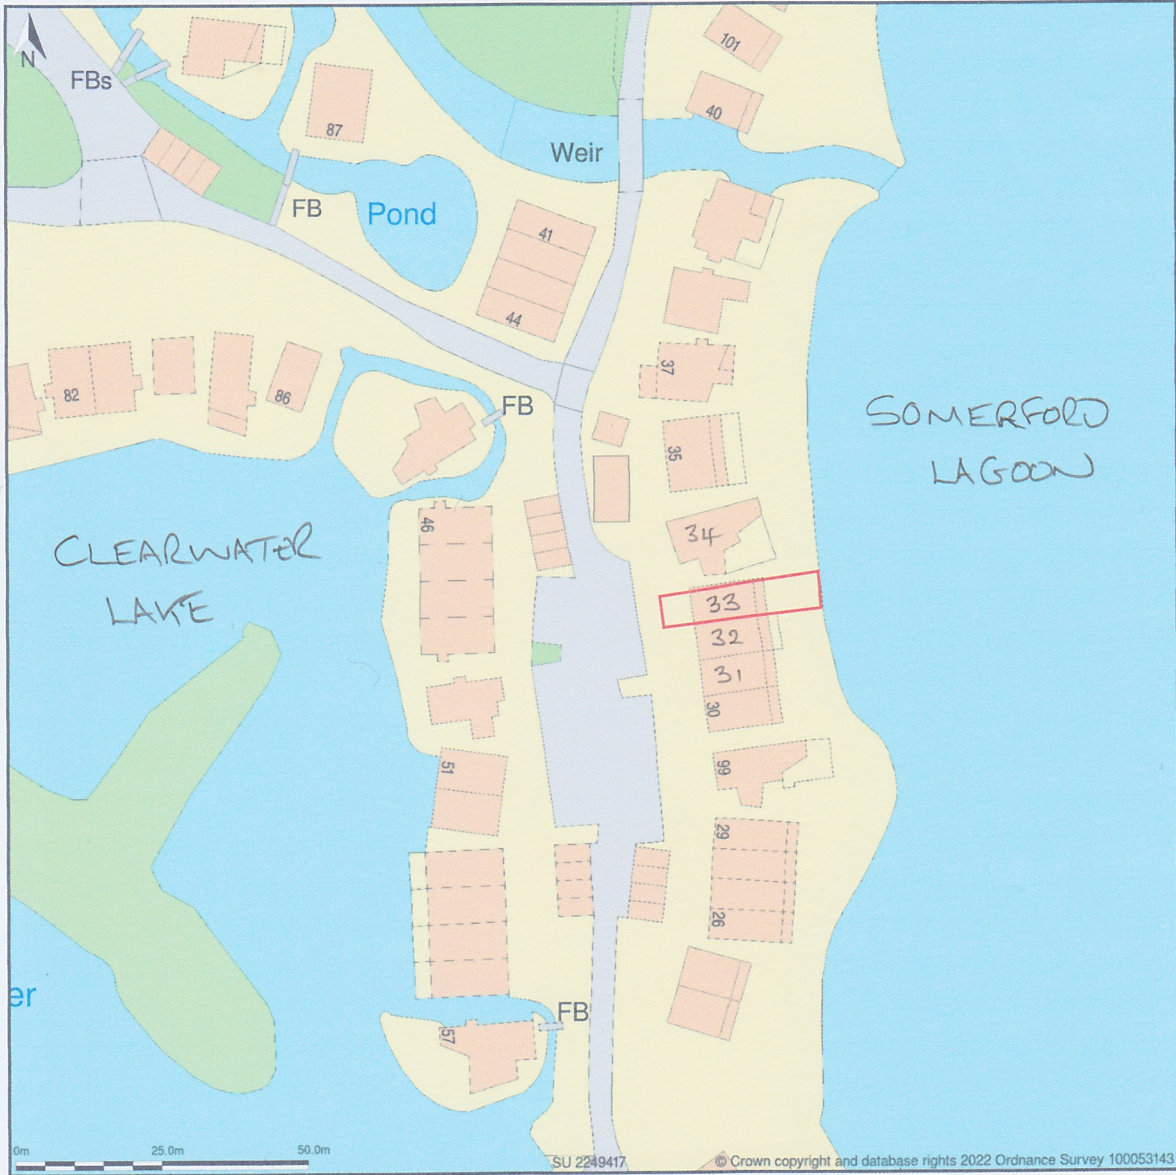 N
FBs
87
101
40
Weir
FB
Pond
41
44
37
82
86
FB
35
SOMERFORD
LAGOON
46
34
CLEARWATER
LAKE
33
32
31
30
51
99
29
26
er
FB
57
0m
25.0m
50.0m
SU 2249417
© Crown copyright and database rights 2022 Ordnance Survey 100053143